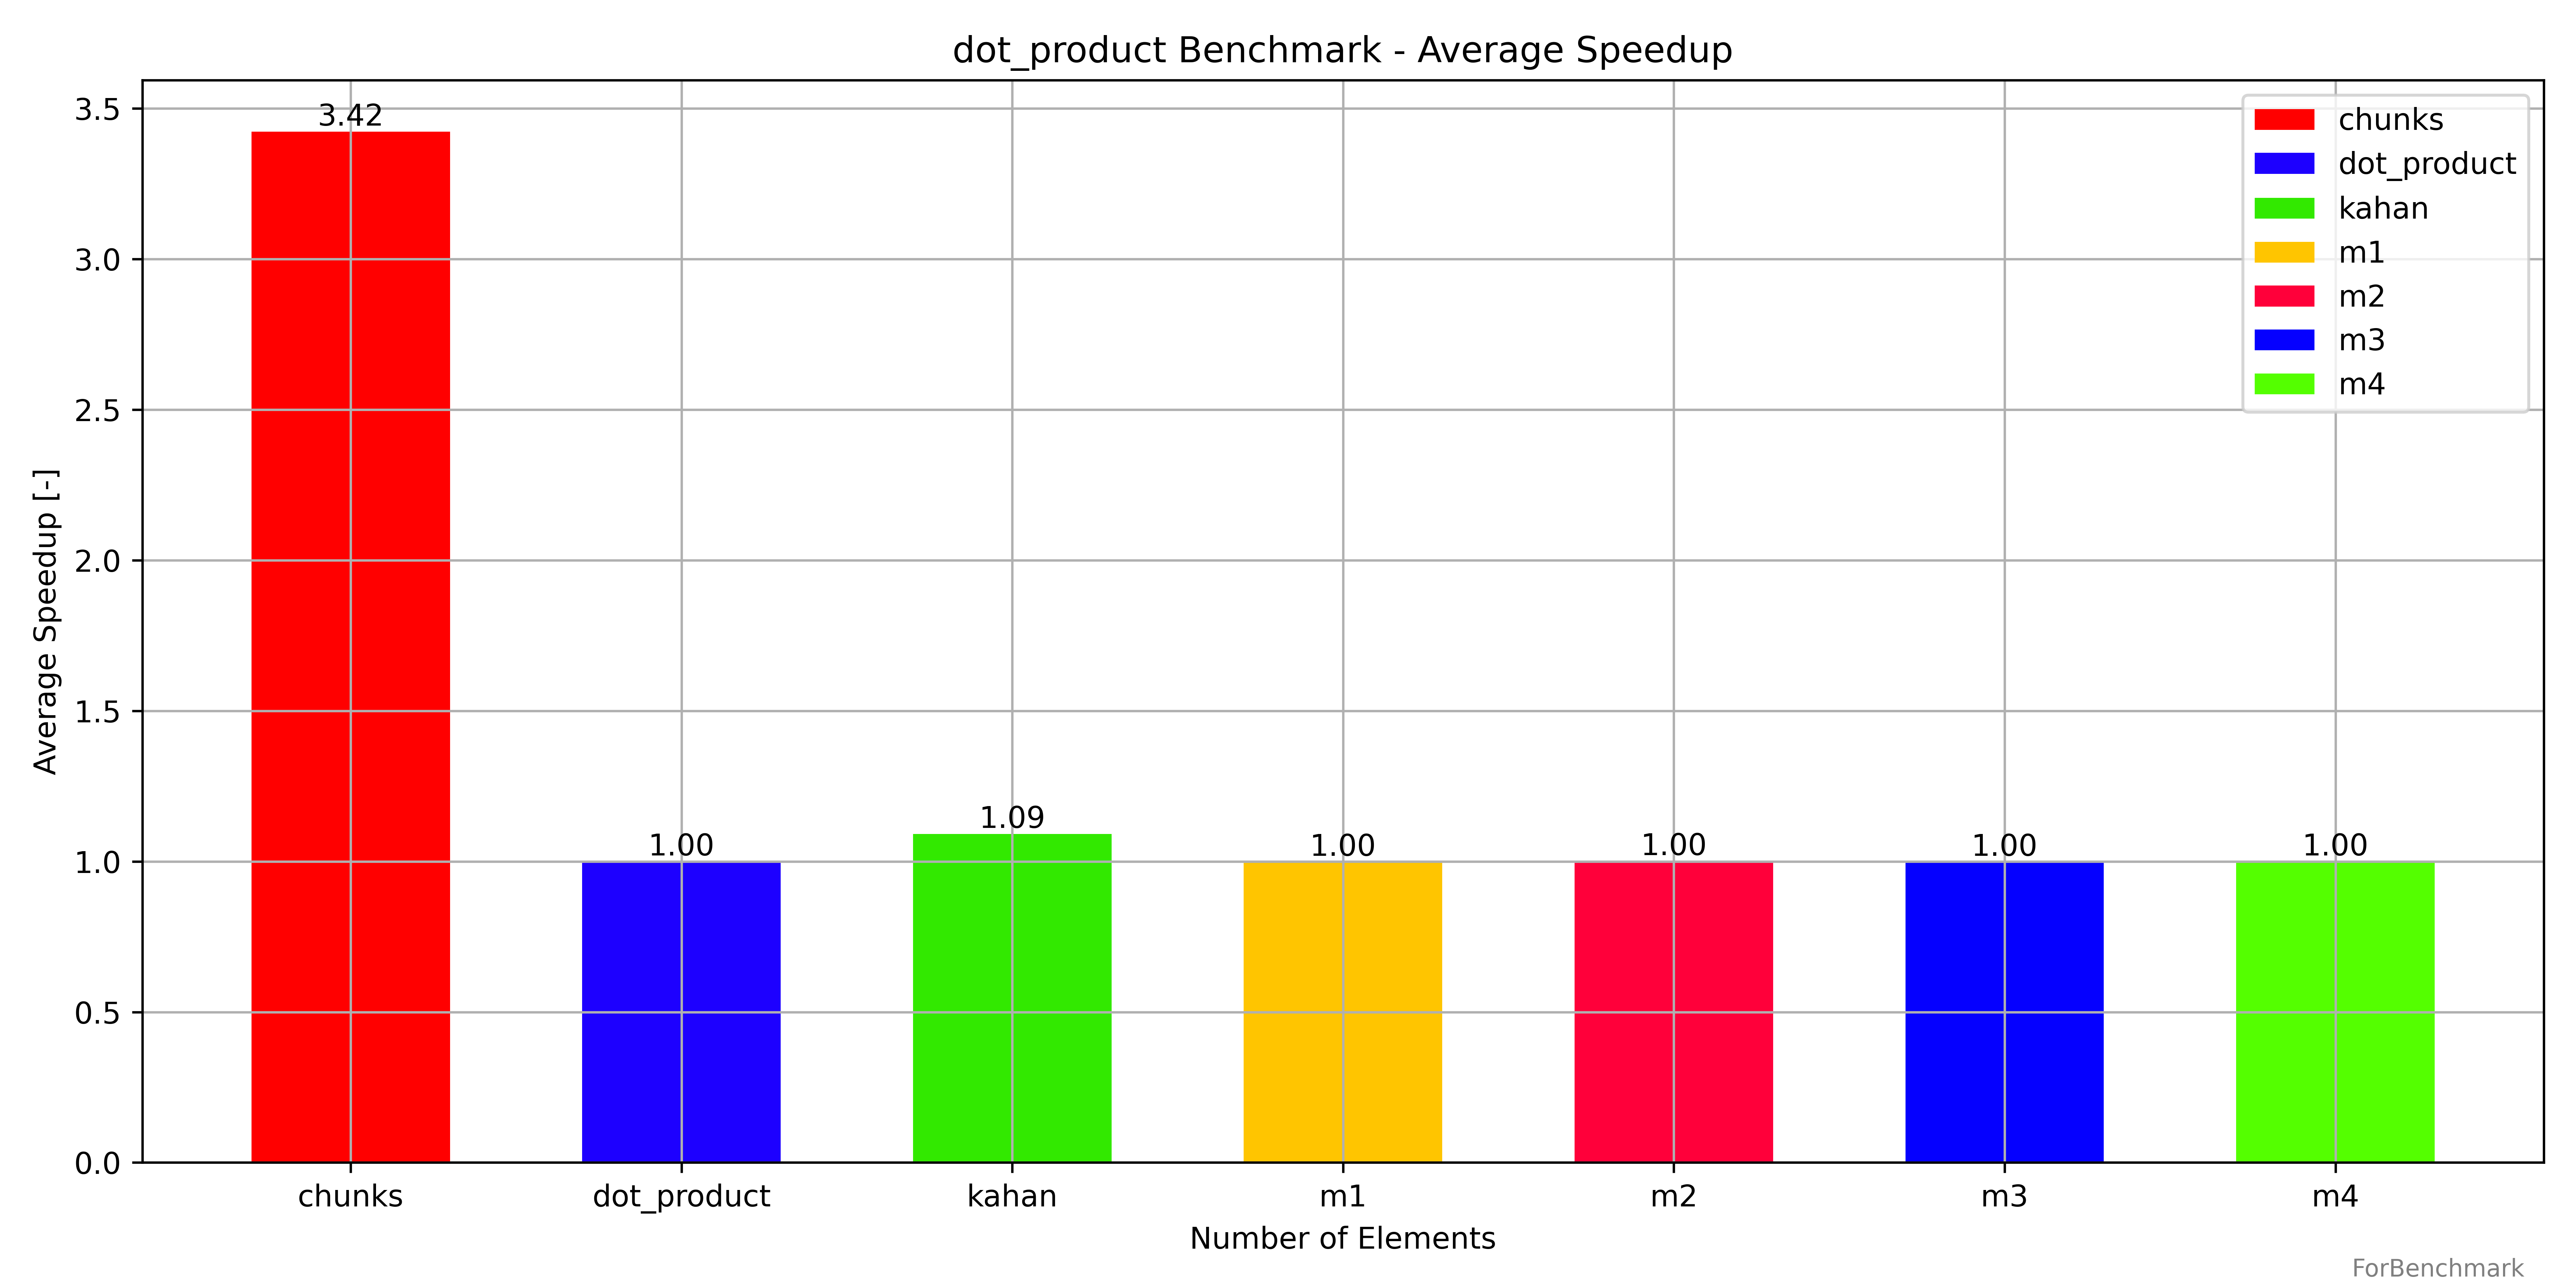 dot_product Benchmark - Average Speedup
Average Speedup [-]
3.5
3.0
2.5
2.0
1.5
1.0
0.5
0.0
3.42
1.00
1.09
1.00
1.00
1.00
1.00
chunks
dot_product
kahan
m1
m2
m3
m4
chunks
dot_product
kahan
m1
m2
m3
m4
Number of Elements
ForBenchmark